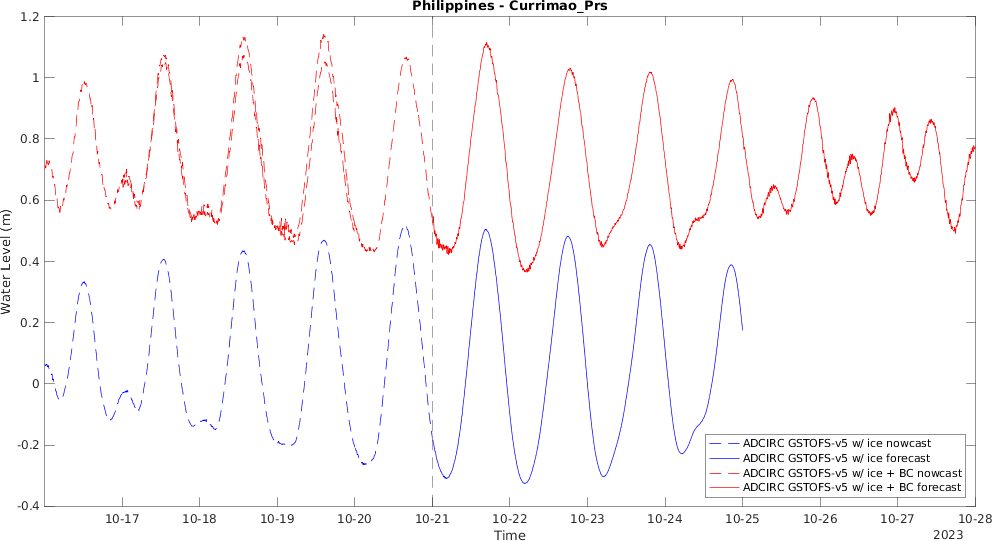 Philippines - Currimao_Prs
1.2
1
0.8
0.6
0.4
0.2
0
-0.2
-0.4
Water Level (m)
ADCIRC GSTOFS-v5 w/ ice nowcast
ADCIRC GSTOFS-v5 w/ ice forecast
ADCIRC GSTOFS-v5 w/ ice + BC nowcast
ADCIRC GSTOFS-v5 w/ ice + BC forecast
10-17 10-18 10-19 10-20 10-21 10-22 10-23 10-24 10-25 10-26 10-27 10-28
Time
2023